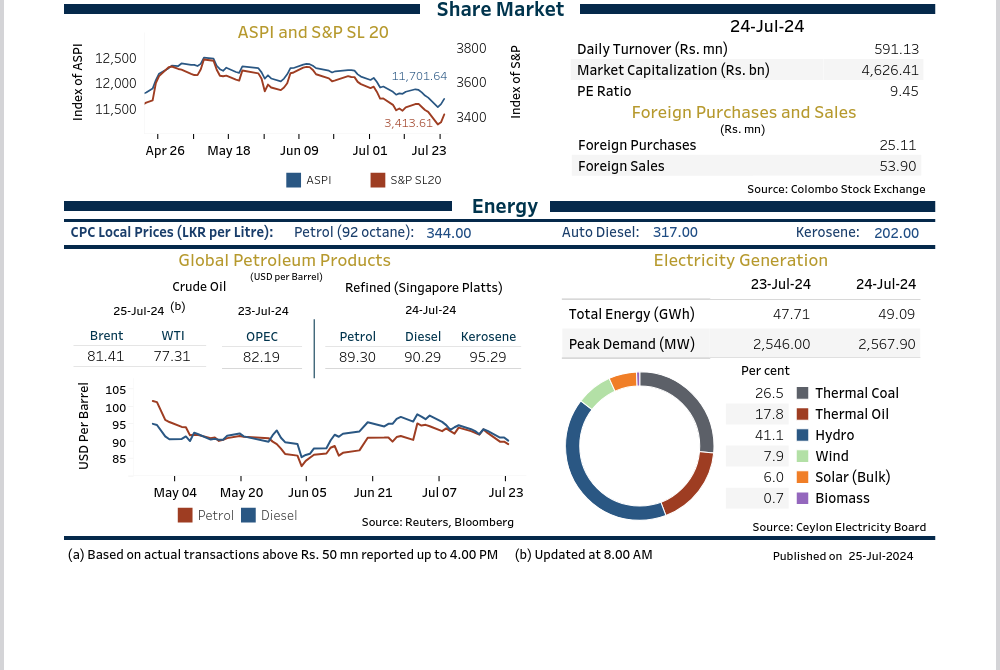 Share Market
ASPI and S&P SL 20
Index of ASPI
12,500
12,000
11,500
3800
3600
3400
Index of S&P
11,701.64
3,413.61
Apr 26 May 18 Jun 09 Jul 01 Jul 23
ASPI S&P SL20
24-Jul-24
Daily Turnover (Rs. mn) 591.13
Market Capitalization (Rs. bn) 4,626.41
PE Ratio 9.45
Foreign Purchases and Sales
(Rs. mn)
Foreign Purchases 25.11
Foreign Sales 53.90
Source: Colombo Stock Exchange
Energy
CPC Local Prices (LKR per Litre): Petrol (92 octane): 344.00 Auto Diesel: 317.00 Kerosene: 202.00
Global Petroleum Products
(USD per Barrel)
Crude Oil Refined (Singapore Platts)
25-Jul-24 (b) 23-Jul-24 24-Jul-24
Brent WTI OPEC Petrol Diesel Kerosene
81.41 77.31 82.19 89.30 90.29 95.29
USD Per Barrel
105
100
95
90
85
May 04 May 20 Jun 05 Jun 21 Jul 07 Jul 23
Petrol Diesel
Source: Reuters, Bloomberg
Electricity Generation
23-Jul-24 24-Jul-24
Total Energy (GWh) 47.71 49.09
Peak Demand (MW) 2,546.00 2,567.90
Per cent
26.5 Thermal Coal
17.8 Thermal Oil
41.1 Hydro
7.9 Wind
6.0 Solar (Bulk)
0.7 Biomass
Source: Ceylon Electricity Board
(a) Based on actual transactions above Rs. 50 mn reported up to 4.00 PM (b) Updated at 8.00 AM Published on 25-Jul-2024